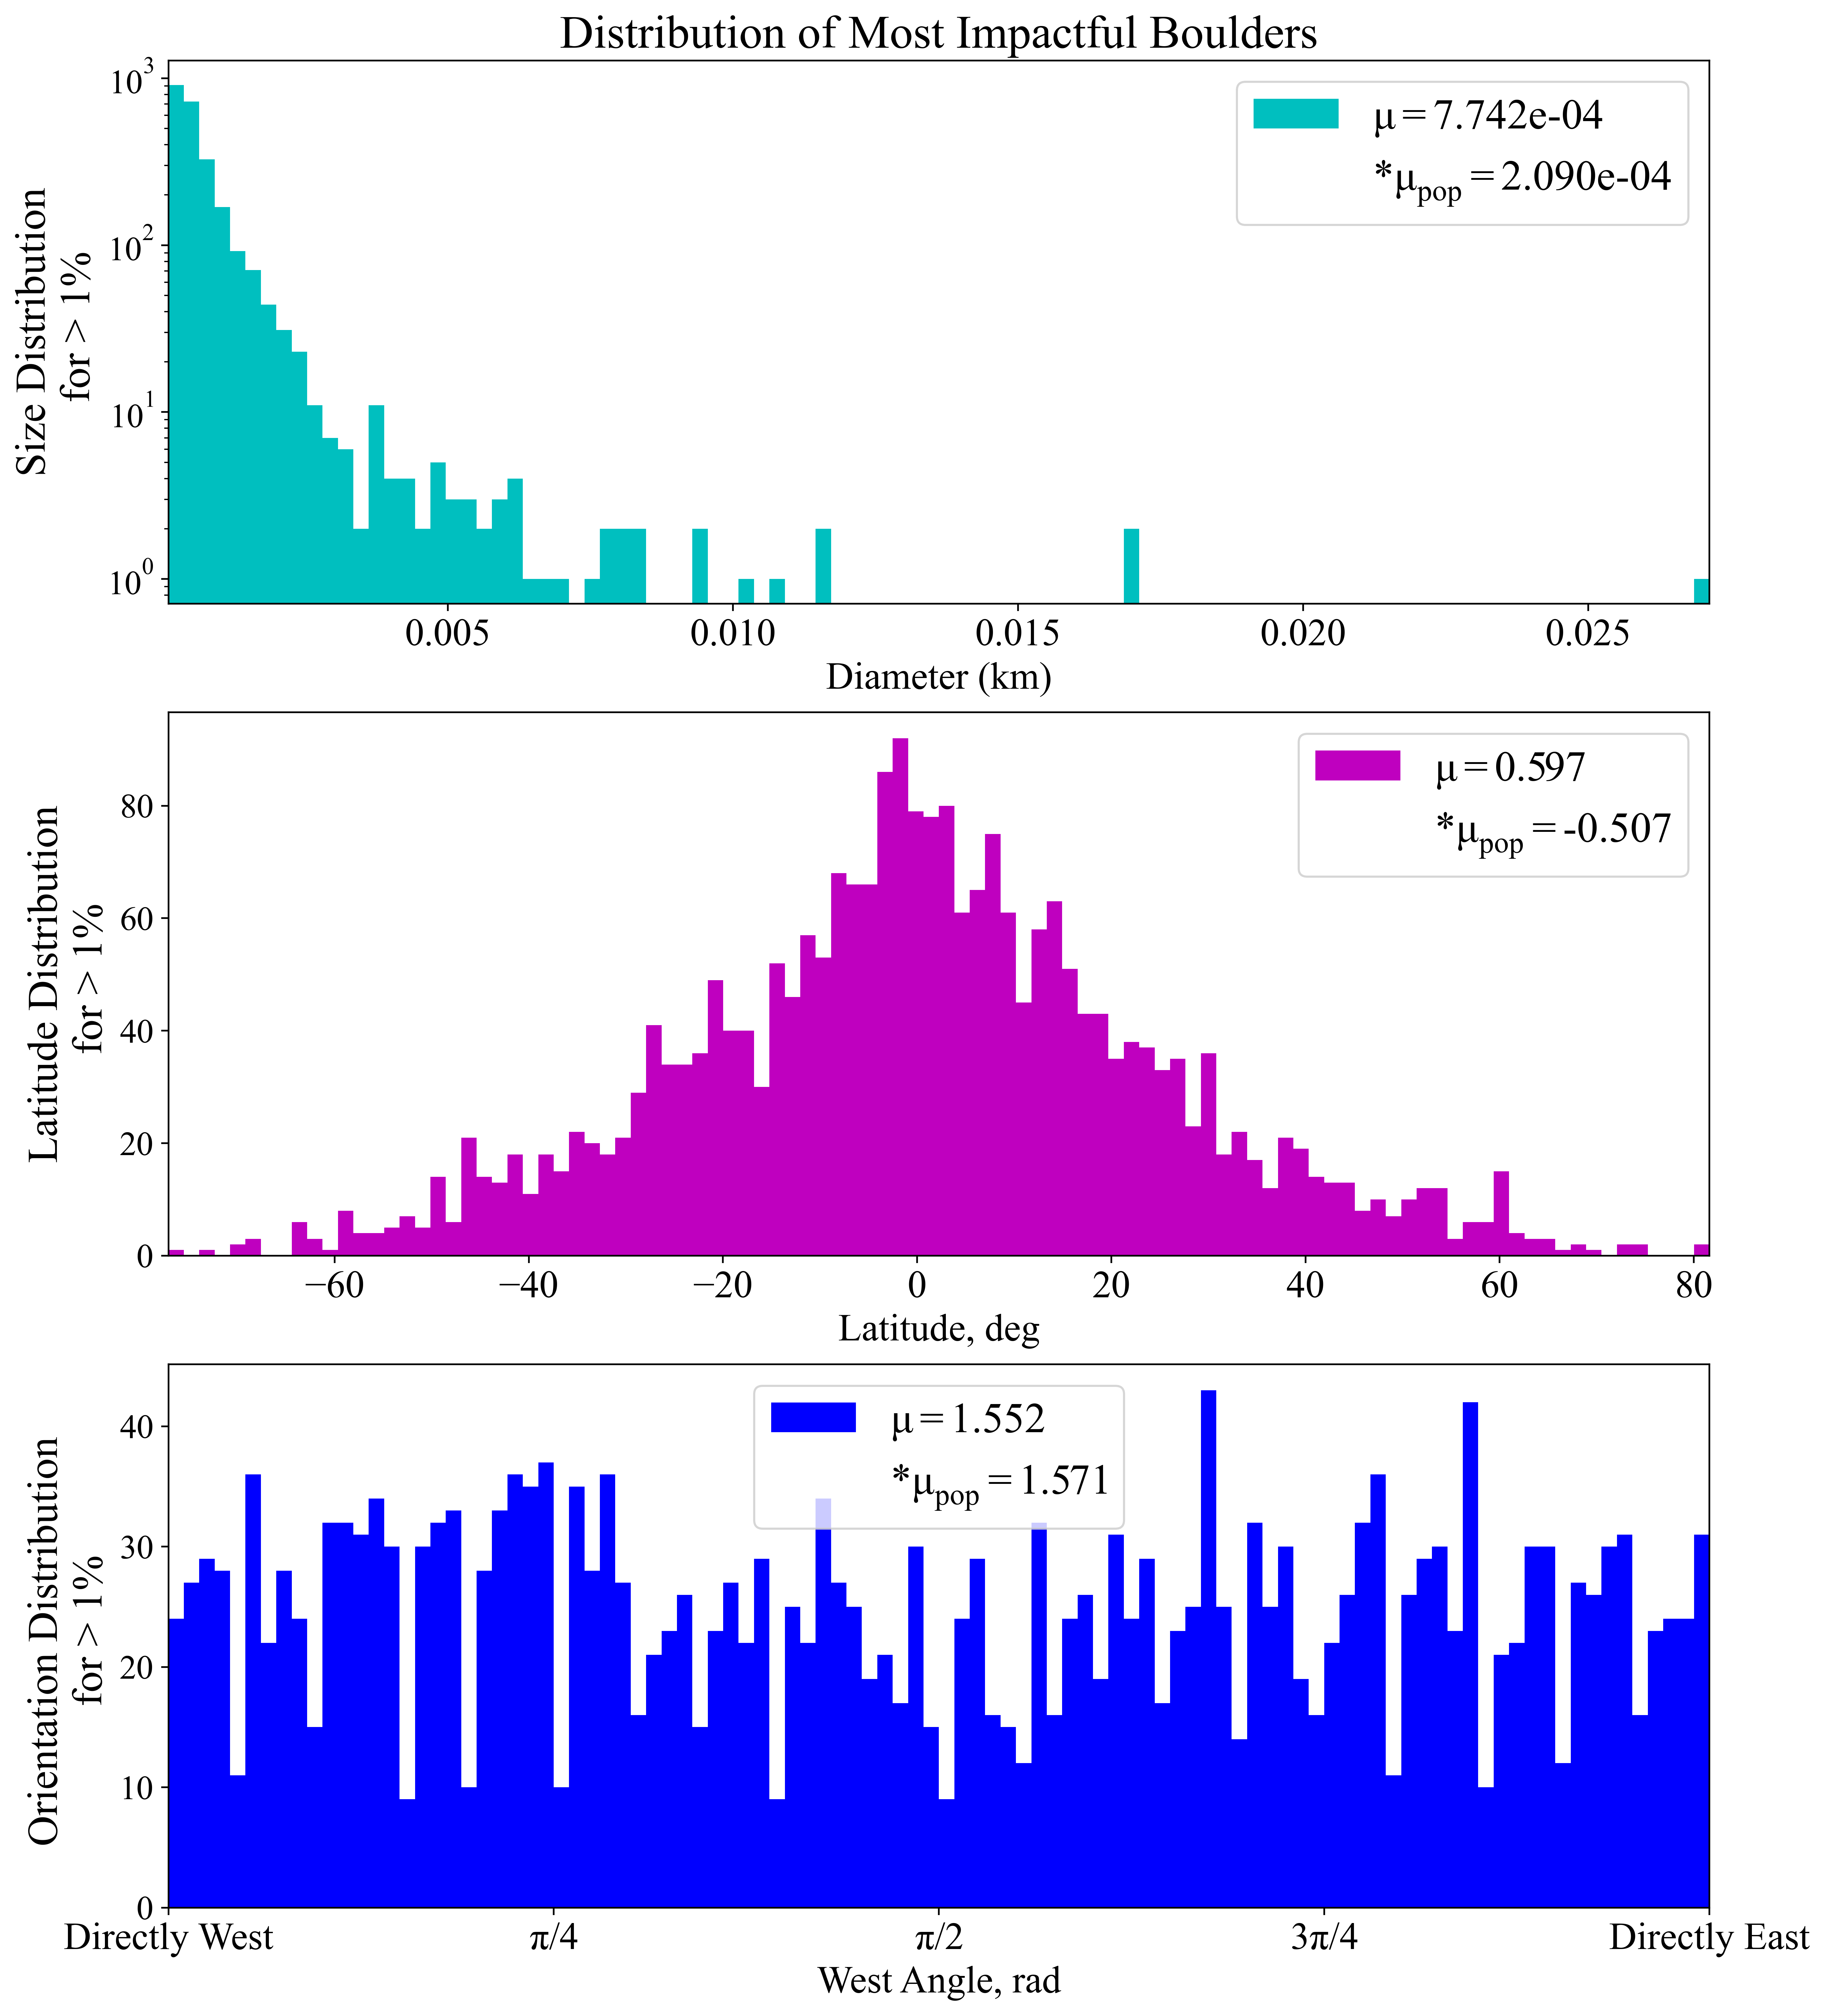 Distribution of Most Impactful Boulders
Size Distribution
for > 1%
10³
10²
10¹
10⁰
μ = 7.742e-04
*μpop = 2.090e-04
0.005 0.010 0.015 0.020 0.025
Diameter (km)
Latitude Distribution
for > 1%
80
60
40
20
0
μ = 0.597
*μpop = -0.507
−60 −40 −20 0 20 40 60 80
Latitude, deg
Orientation Distribution
for > 1%
40
30
20
10
0
μ = 1.552
*μpop = 1.571
Directly West π/4 π/2 3π/4 Directly East
West Angle, rad